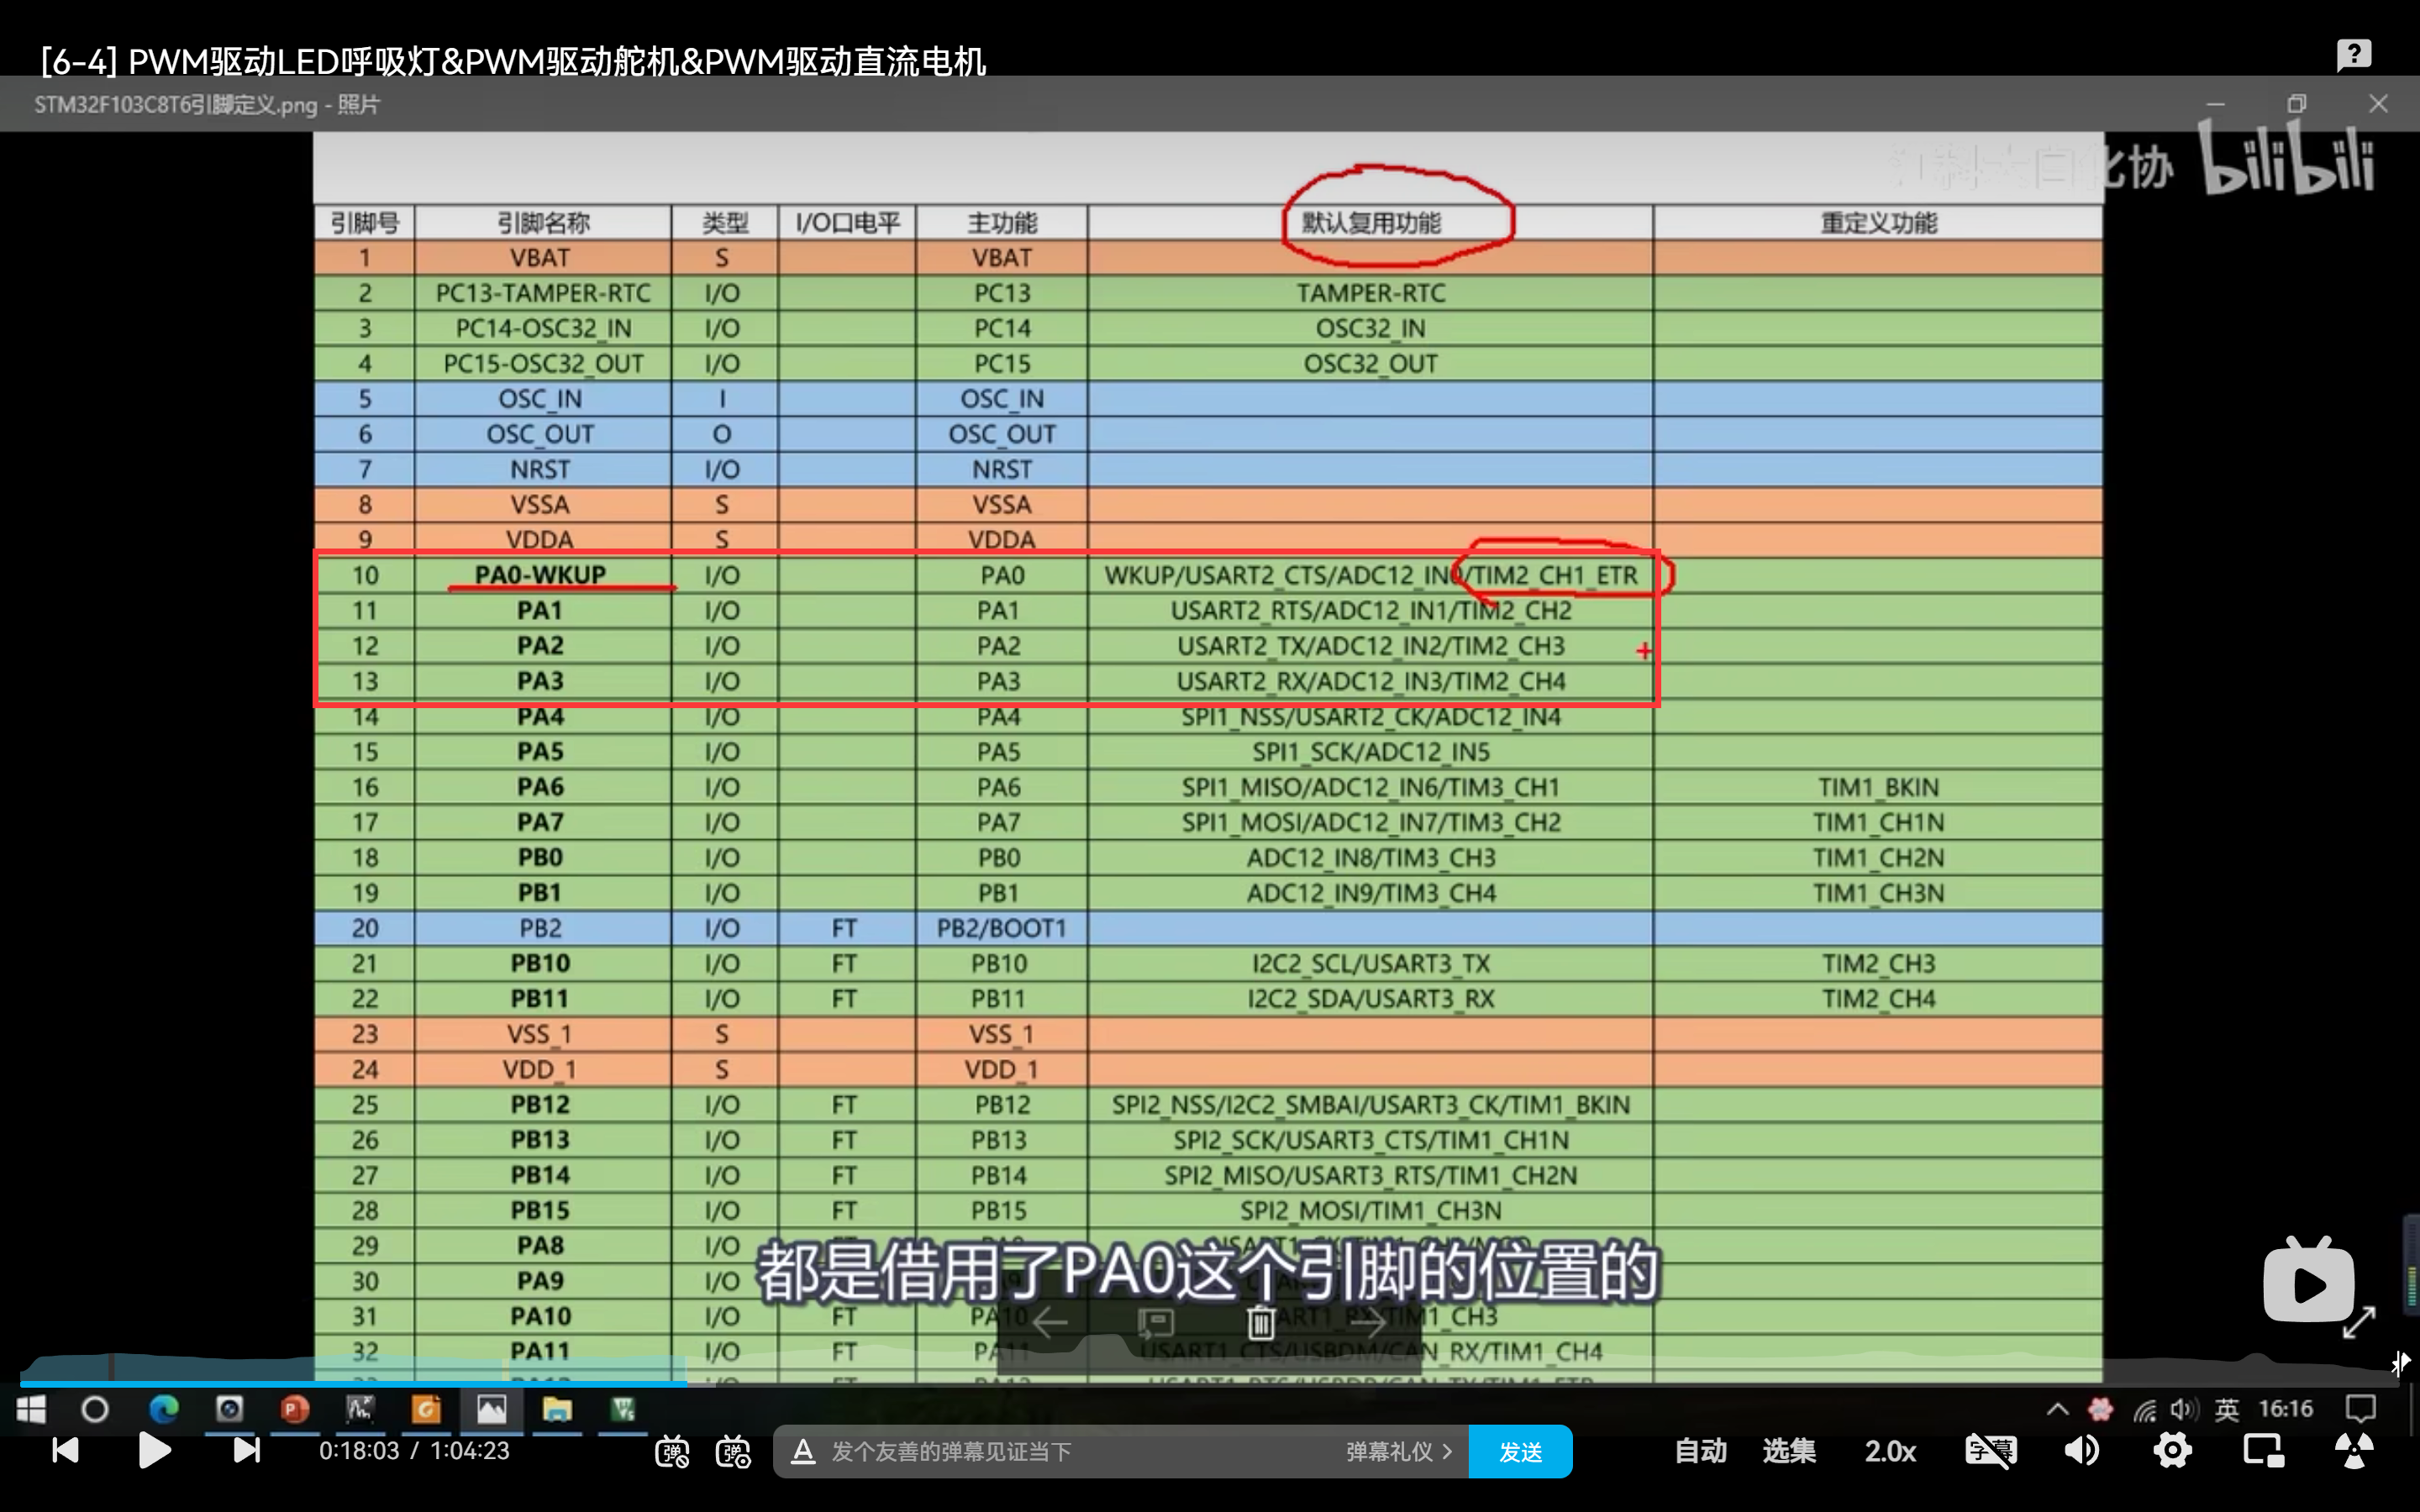 [6-4] PWM驱动LED呼吸灯&PWM驱动舵机&PWM驱动直流电机
STM32F103C8T6引脚定义.png - 照片
化协 bilibili
引脚号 引脚名称 类型 I/O口电平 主功能 默认复用功能 重定义功能
1 VBAT S VBAT
2 PC13-TAMPER-RTC I/O PC13 TAMPER-RTC
3 PC14-OSC32_IN I/O PC14 OSC32_IN
4 PC15-OSC32_OUT I/O PC15 OSC32_OUT
5 OSC_IN I OSC_IN
6 OSC_OUT O OSC_OUT
7 NRST I/O NRST
8 VSSA S VSSA
9 VDDA S VDDA
10 PA0-WKUP I/O PA0 WKUP/USART2_CTS/ADC12_IN0/TIM2_CH1_ETR
11 PA1 I/O PA1 USART2_RTS/ADC12_IN1/TIM2_CH2
12 PA2 I/O PA2 USART2_TX/ADC12_IN2/TIM2_CH3
13 PA3 I/O PA3 USART2_RX/ADC12_IN3/TIM2_CH4
14 PA4 I/O PA4 SPI1_NSS/USART2_CK/ADC12_IN4
15 PA5 I/O PA5 SPI1_SCK/ADC12_IN5
16 PA6 I/O PA6 SPI1_MISO/ADC12_IN6/TIM3_CH1 TIM1_BKIN
17 PA7 I/O PA7 SPI1_MOSI/ADC12_IN7/TIM3_CH2 TIM1_CH1N
18 PB0 I/O PB0 ADC12_IN8/TIM3_CH3 TIM1_CH2N
19 PB1 I/O PB1 ADC12_IN9/TIM3_CH4 TIM1_CH3N
20 PB2 I/O FT PB2/BOOT1
21 PB10 I/O FT PB10 I2C2_SCL/USART3_TX TIM2_CH3
22 PB11 I/O FT PB11 I2C2_SDA/USART3_RX TIM2_CH4
23 VSS_1 S VSS_1
24 VDD_1 S VDD_1
25 PB12 I/O FT PB12 SPI2_NSS/I2C2_SMBAI/USART3_CK/TIM1_BKIN
26 PB13 I/O FT PB13 SPI2_SCK/USART3_CTS/TIM1_CH1N
27 PB14 I/O FT PB14 SPI2_MISO/USART3_RTS/TIM1_CH2N
28 PB15 I/O FT PB15 SPI2_MOSI/TIM1_CH3N
29 PA8 I/O
都是借用了PA0这个引脚的位置的
30 PA9 I/O
31 PA10 I/O FT PA10
32 PA11 I/O FT PA11 USART1_CTS/USBDM/CAN_RX/TIM1_CH4
英 16:16
0:18:03 / 1:04:23 弹 弹 A 发个友善的弹幕见证当下 弹幕礼仪 > 发送 自动 选集 2.0x 字幕